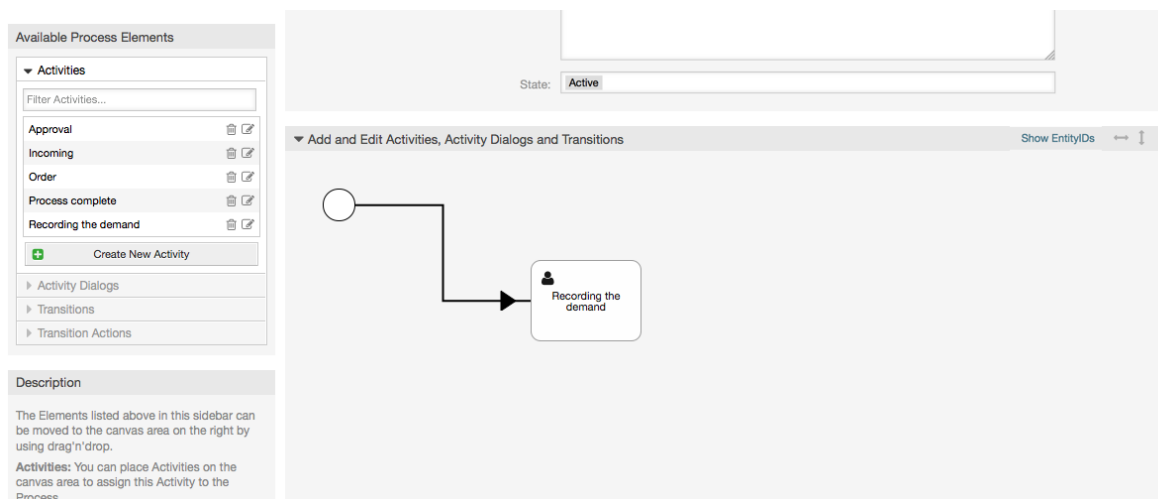 Available Process Elements
Activities
Filter Activities...
Approval
Incoming
Order
Process complete
Recording the demand
Create New Activity
Activity Dialogs
Transitions
Transition Actions
Description
The Elements listed above in this sidebar can
be moved to the canvas area on the right by
using drag'n'drop.
Activities: You can place Activities on the
canvas area to assign this Activity to the
Process
State: Active
Add and Edit Activities, Activity Dialogs and Transitions Show EntityIDs
Recording the
demand